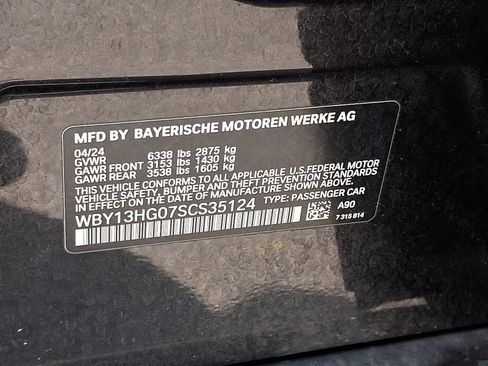 MFD BY BAYERISCHE MOTOREN WERKE AG
04/24
GVWR 6338 lbs 2875 kg
GAWR FRONT 3153 lbs 1430 kg
GAWR REAR 3538 lbs 1605 kg
THIS VEHICLE CONFORMS TO ALL APPLICABLE U.S. FEDERAL MOTOR
VEHICLE SAFETY, BUMPER, AND THEFT PREVENTION STANDARDS
IN EFFECT ON THE DATE OF MANUFACTURE SHOWN ABOVE.
WBY13HG07SCS35124 TYPE: PASSENGER CAR
A90
7 315 814